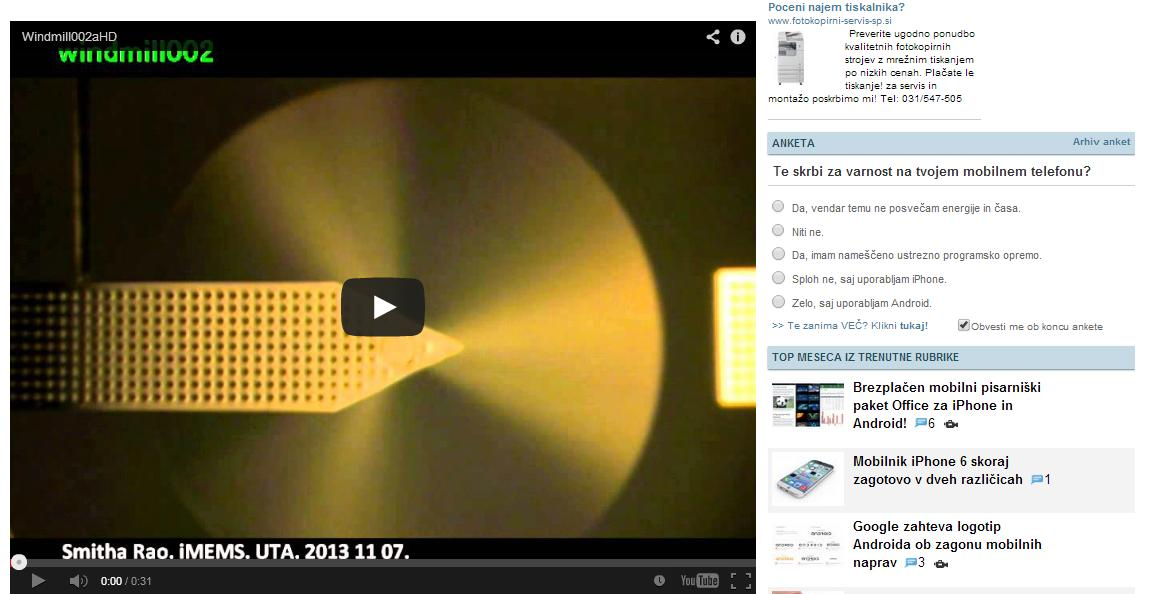 Windmill002aHD
windmill002
Smitha Rao, iMEMS, UTA, 2013 11 07.
0:00 / 0:31
YouTube
Poceni najem tiskalnika?
www.fotokopirni-servis-sp.si
Preverite ugodno ponudbo
kvalitetnih fotokopirnih
strojev z mrežnim tiskanjem
po nizkih cenah. Plačate le
tiskanje! za servis in
montažo poskrbimo mi! Tel: 031/547-505
ANKETA
Arhiv anket
Te skrbi za varnost na tvojem mobilnem telefonu?
Da, vendar temu ne posvečam energije in časa.
Niti ne.
Da, imam nameščeno ustrezno programsko opremo.
Sploh ne, saj uporabljam iPhone.
Zelo, saj uporabljam Android.
>> Te zanima VEČ? Klikni tukaj!
Obvesti me ob koncu ankete
TOP MESECA IZ TRENUTNE RUBRIKE
Brezplačen mobilni pisarniški
paket Office za iPhone in
Android! 6
Mobilnik iPhone 6 skoraj
zagotovo v dveh različicah 1
Google zahteva logotip
Androida ob zagonu mobilnih
naprav 3